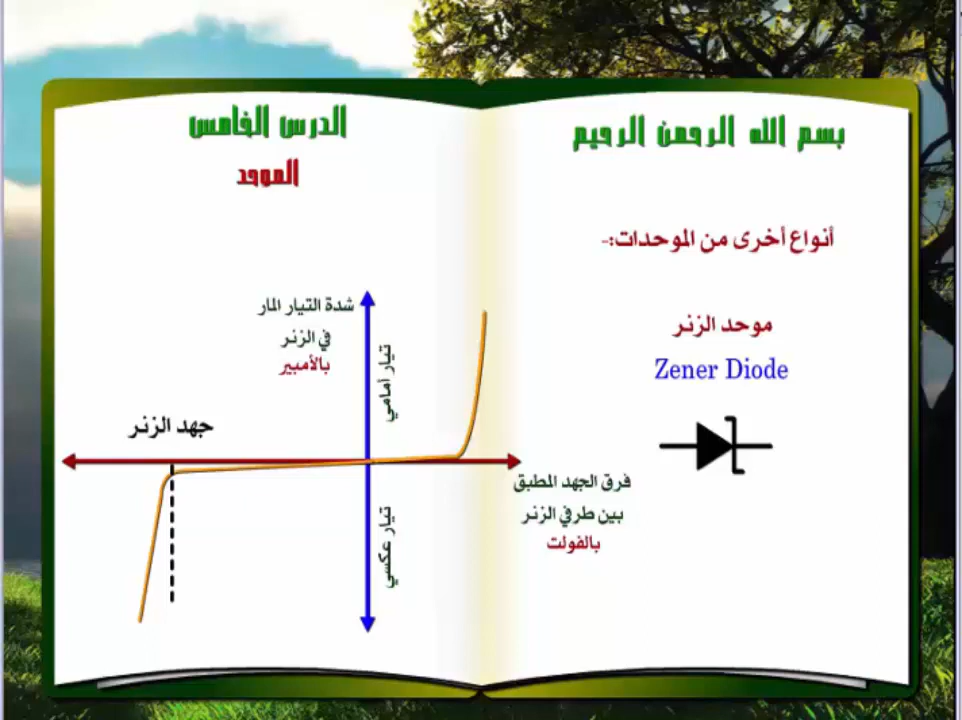 بسم الله الرحمن الرحيم
أنواع أخرى من الموحدات:-
موحد الزنر
Zener Diode
الدرس الخامس
الموحد
شدة التيار المار
في الزنر
بالأمبير
تيار أمامي
جهد الزنر
فرق الجهد المطبق
بين طرفي الزنر
بالفولت
تيار عكسي